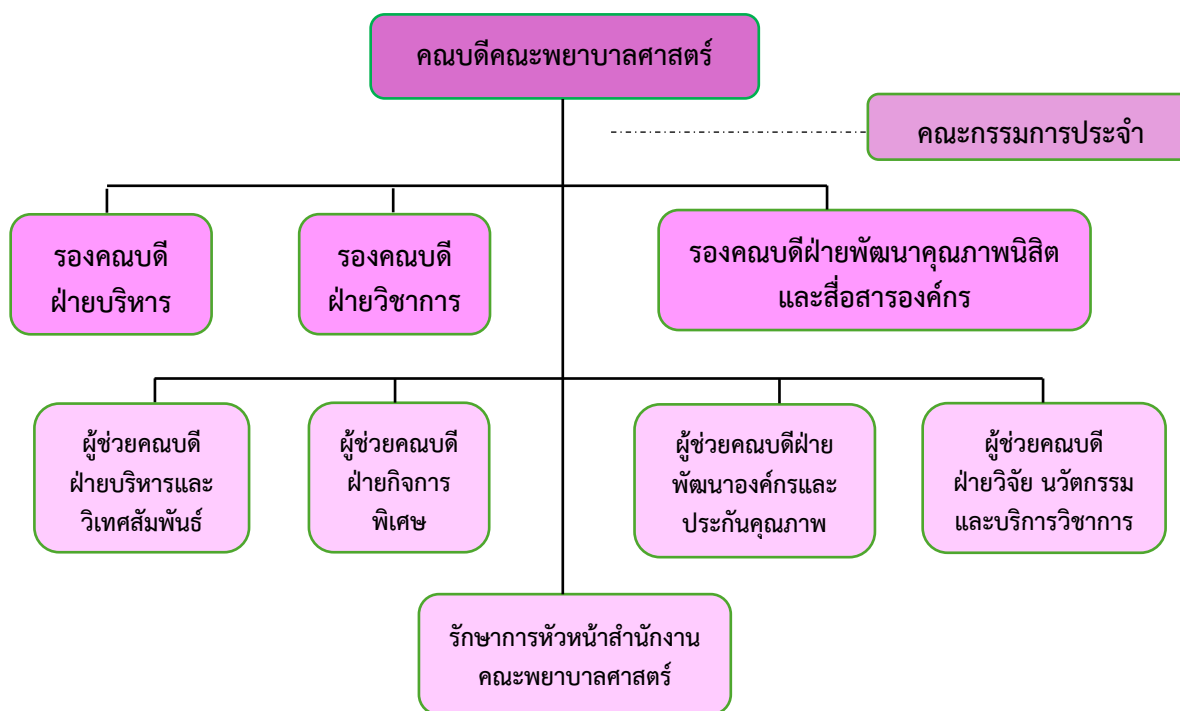 คณบดีคณะพยาบาลศาสตร์
คณะกรรมการประจำ
รองคณบดี
ฝ่ายบริหาร
รองคณบดี
ฝ่ายวิชาการ
รองคณบดีฝ่ายพัฒนาคุณภาพนิสิต
และสื่อสารองค์กร
ผู้ช่วยคณบดี
ฝ่ายบริหารและ
วิเทศสัมพันธ์
ผู้ช่วยคณบดี
ฝ่ายกิจการ
พิเศษ
ผู้ช่วยคณบดีฝ่าย
พัฒนาองค์กรและ
ประกันคุณภาพ
ผู้ช่วยคณบดี
ฝ่ายวิจัย นวัตกรรม
และบริการวิชาการ
รักษาการหัวหน้าสำนักงาน
คณะพยาบาลศาสตร์